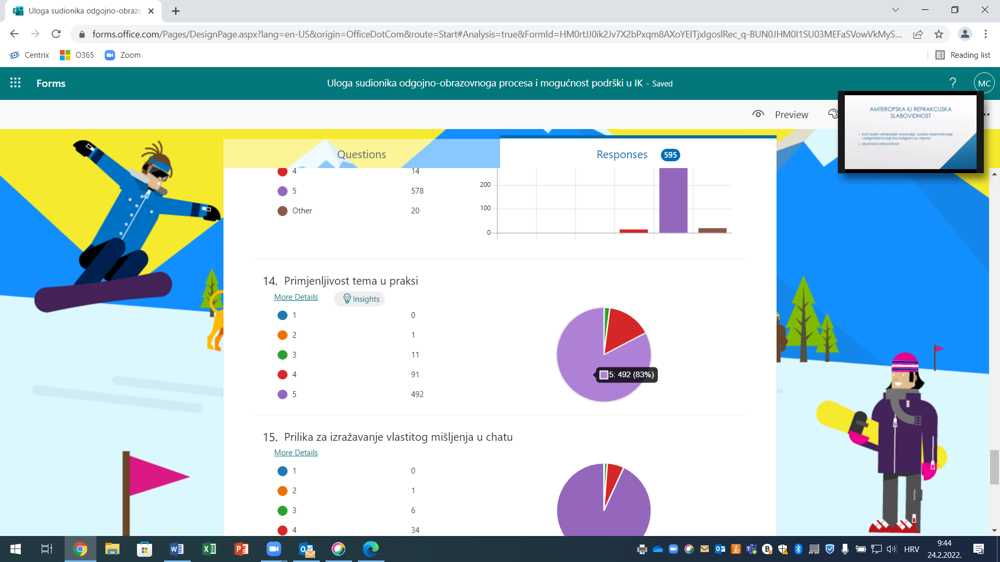 Uloga sudionika odgojno-obrazo
forms.office.com/Pages/DesignPage.aspx?lang=en-US&origin=OfficeDotCom&route=Start#Analysis=true&FormId=
Centrix O365 Zoom Reading list
Forms
Uloga sudionika odgojno-obrazovnoga procesa i mogućnost podrški u IK - Saved
? MC
Preview
AMTEROPSKA ILI REFRAKCIJSKA
SLABOVIDNOST
• kod visokih refrakcijskih anomalija, osobito hipermetropije
i astigmatizma koji nisu korigirani na vrijeme
• obostrana slabovidnost
Questions
Responses 595
4 14
5 578
Other 20
200
100
0
14. Primjenljivost tema u praksi
More Details Insights
1 0
2 1
3 11
4 91
5 492
5: 492 (83%)
15. Prilika za izražavanje vlastitog mišljenja u chatu
More Details
1 0
2 1
3 6
4 34
HRV
9:44
24.2.2022.